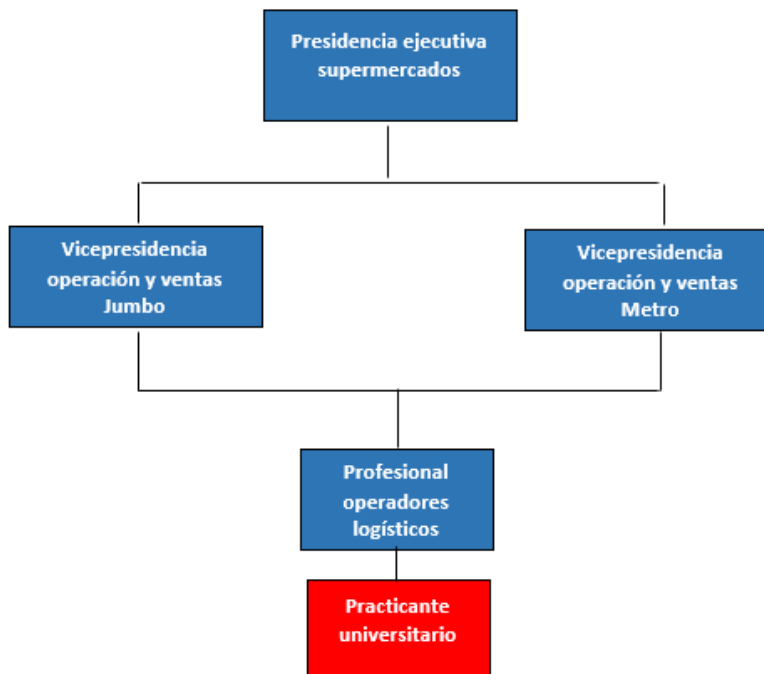 Presidencia ejecutiva
supermercados
Vicepresidencia
operación y ventas
Jumbo
Vicepresidencia
operación y ventas
Metro
Profesional
operadores
logísticos
Practicante
universitario